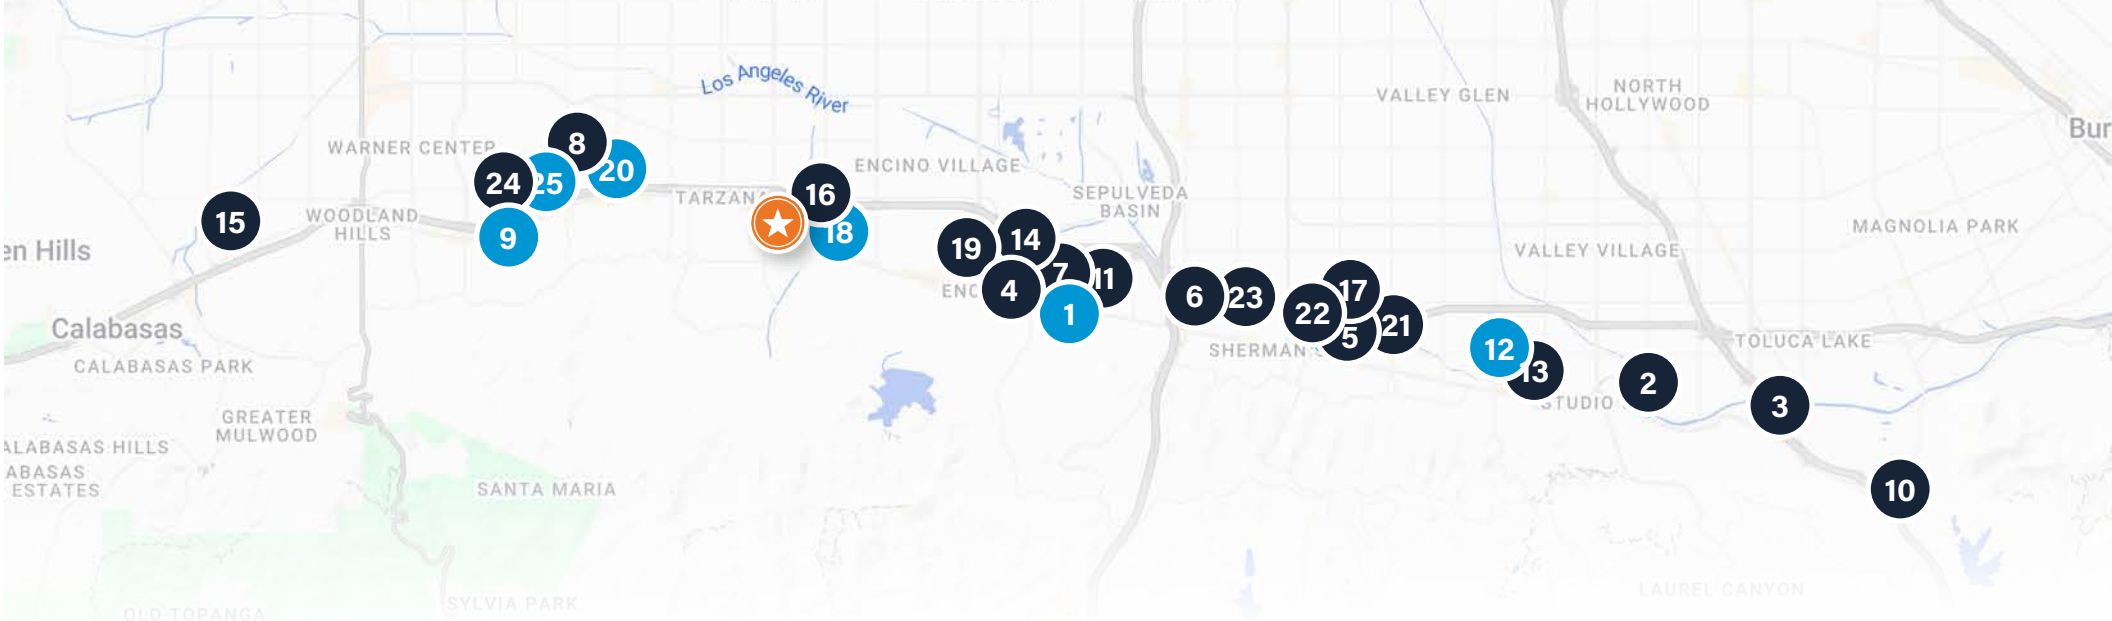 Los Angeles River
VALLEY GLEN
NORTH
HOLLYWOOD
Bur
WARNER CENTER
8
20
24
25
ENCINO VILLAGE
SEPULVEDA
BASIN
TARZANA
16
15
WOODLAND
HILLS
9
18
19
14
7
11
4
ENC
1
6
23
17
22
5
21
SHERMAN
VALLEY VILLAGE
MAGNOLIA PARK
en Hills
Calabasas
CALABASAS PARK
12
13
STUDIO
2
TOLUCA LAKE
3
10
GREATER
MULWOOD
ALABASAS HILLS
ABASAS
ESTATES
SANTA MARIA
SYLVIA PARK
OLD TOPANGA
LAUREL CANYON